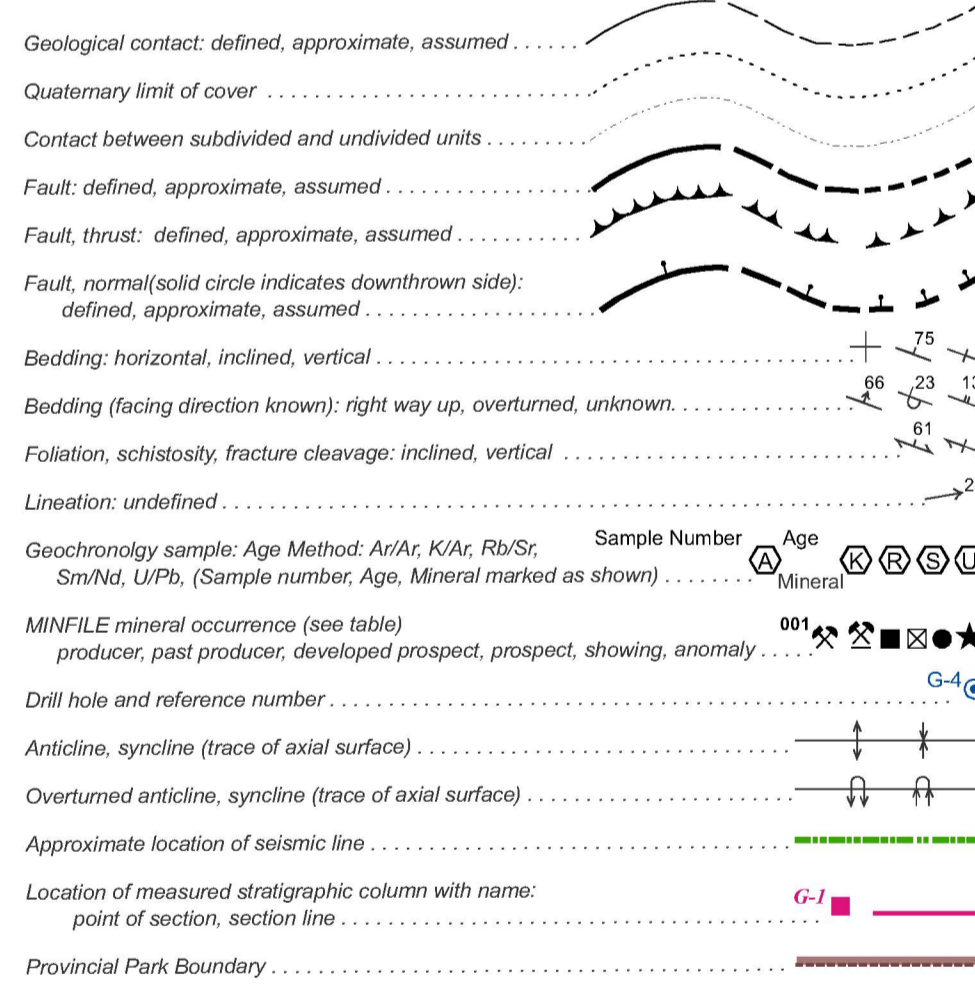 Geological contact: defined, approximate, assumed . . . . . .
Quaternary limit of cover . . . . . . . . . . . . . . . . . . . . . . . . . . . . .
Contact between subdivided and undivided units . . . . . . . . .
Fault: defined, approximate, assumed . . . . . . . . . . . . . . . . . .
Fault, thrust: defined, approximate, assumed . . . . . . . . . . .
Fault, normal(solid circle indicates downthrown side):
defined, approximate, assumed . . . . . . . . . . . . . . . . . . . . .
Bedding: horizontal, inclined, vertical . . . . . . . . . . . . . . . . . . . . . . . . . . . . . . . . . . . . . . . . . . 75
Bedding (facing direction known): right way up, overturned, unknown. . . . . . . . . . . . . . . 66 23 13
Foliation, schistosity, fracture cleavage: inclined, vertical . . . . . . . . . . . . . . . . . . . . . . . . . . . . . 61
Lineation: undefined . . . . . . . . . . . . . . . . . . . . . . . . . . . . . . . . . . . . . . . . . . . . . . . . . . . . . . . . . . . . 2
Geochronolgy sample: Age Method: Ar/Ar, K/Ar, Rb/Sr, Sample Number A Age K R S U
Sm/Nd, U/Pb, (Sample number, Age, Mineral marked as shown) . . . . . . . . Mineral
MINFILE mineral occurrence (see table) 001
producer, past producer, developed prospect, prospect, showing, anomaly . . . . .
Drill hole and reference number . . . . . . . . . . . . . . . . . . . . . . . . . . . . . . . . . . . . . . . . . . . . . . . . . . . . G-4
Anticline, syncline (trace of axial surface) . . . . . . . . . . . . . . . . . . . . . . . . . . . . . . . .
Overturned anticline, syncline (trace of axial surface) . . . . . . . . . . . . . . . . . . . . . . .
Approximate location of seismic line . . . . . . . . . . . . . . . . . . . . . . . . . . . . . . . . . . . .
Location of measured stratigraphic column with name:
point of section, section line . . . . . . . . . . . . . . . . . . . . . . . . . . . . . . . . . . . . . . . . . G-1
Provincial Park Boundary . . . . . . . . . . . . . . . . . . . . . . . . . . . . . . . . . . . . . . . . . . . .